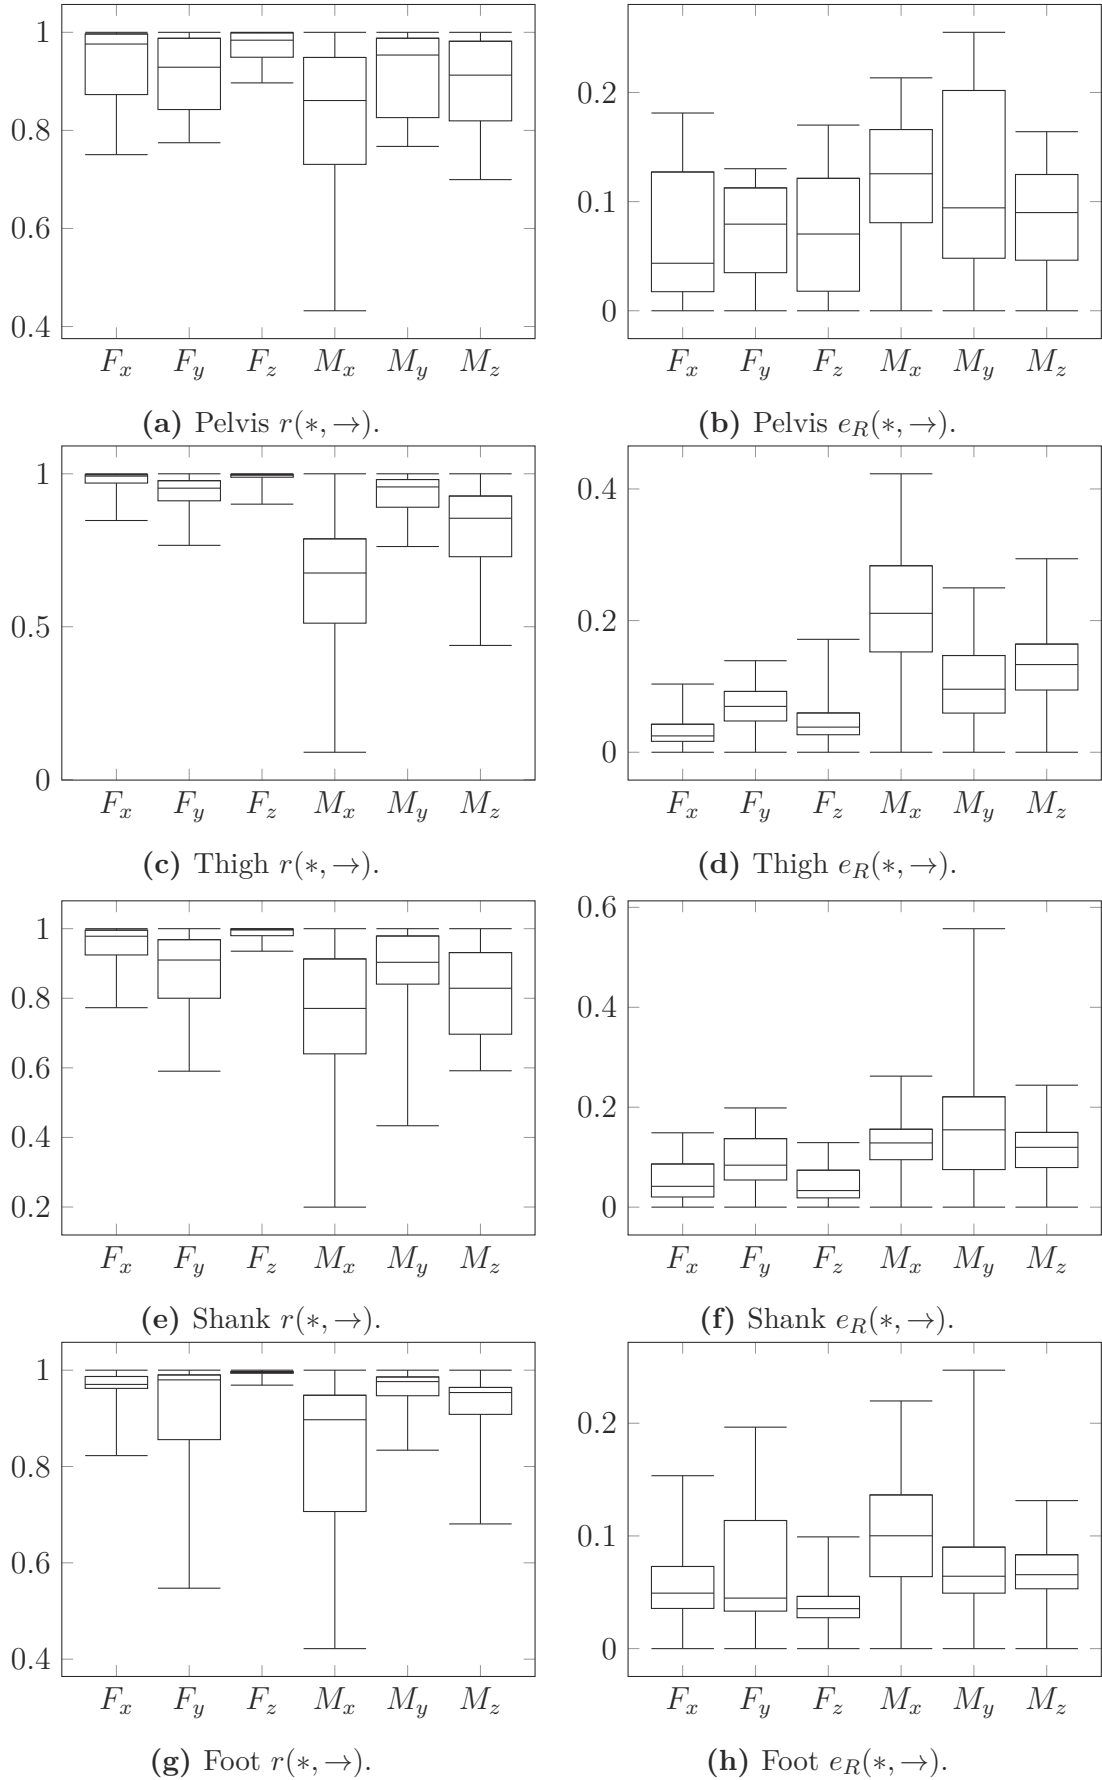 1
0.8
0.6
0.4
F_x F_y F_z M_x M_y M_z
(a) Pelvis r(∗, →).
0.2
0.1
0
F_x F_y F_z M_x M_y M_z
(b) Pelvis e_R(∗, →).
1
0.5
0
F_x F_y F_z M_x M_y M_z
(c) Thigh r(∗, →).
0.4
0.2
0
F_x F_y F_z M_x M_y M_z
(d) Thigh e_R(∗, →).
1
0.8
0.6
0.4
0.2
F_x F_y F_z M_x M_y M_z
(e) Shank r(∗, →).
0.6
0.4
0.2
0
F_x F_y F_z M_x M_y M_z
(f) Shank e_R(∗, →).
1
0.8
0.6
0.4
F_x F_y F_z M_x M_y M_z
(g) Foot r(∗, →).
0.2
0.1
0
F_x F_y F_z M_x M_y M_z
(h) Foot e_R(∗, →).